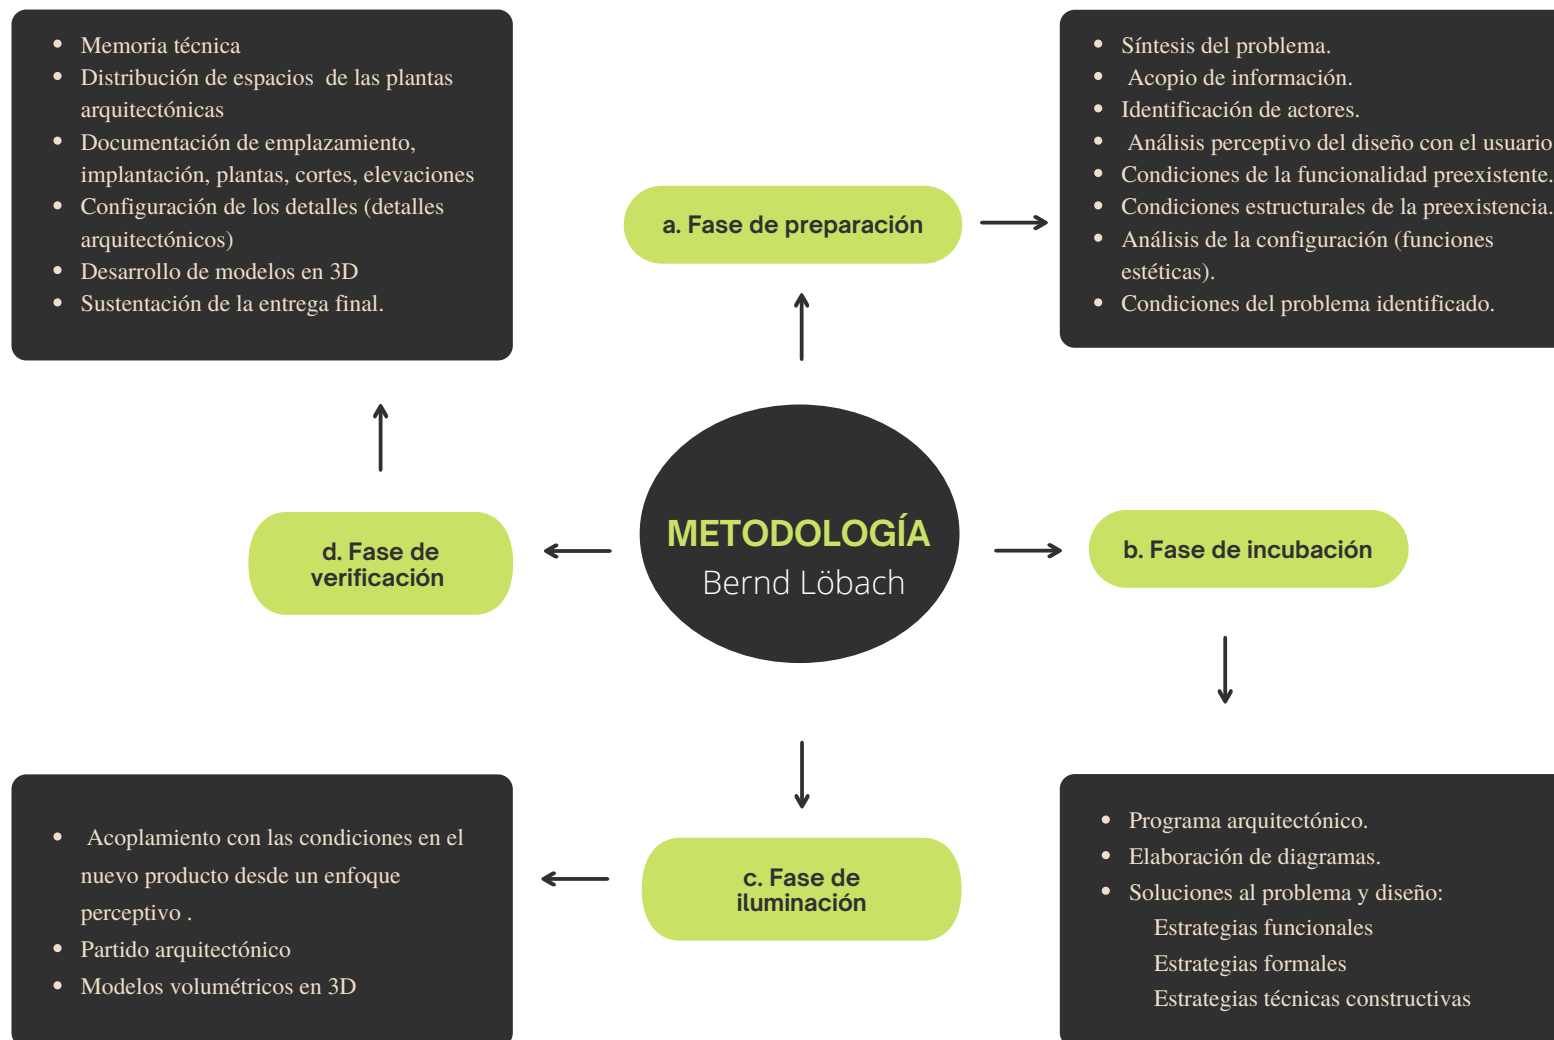 METODOLOGÍA
Bernd Löbach
a. Fase de preparación
• Síntesis del problema.
• Acopio de información.
• Identificación de actores.
• Análisis perceptivo del diseño con el usuario
• Condiciones de la funcionalidad preexistente.
• Condiciones estructurales de la preexistencia.
• Análisis de la configuración (funciones
estéticas).
• Condiciones del problema identificado.
b. Fase de incubación
• Programa arquitectónico.
• Elaboración de diagramas.
• Soluciones al problema y diseño:
Estrategias funcionales
Estrategias formales
Estrategias técnicas constructivas
c. Fase de
iluminación
• Acoplamiento con las condiciones en el
nuevo producto desde un enfoque
perceptivo .
• Partido arquitectónico
• Modelos volumétricos en 3D
d. Fase de
verificación
• Memoria técnica
• Distribución de espacios de las plantas
arquitectónicas
• Documentación de emplazamiento,
implantación, plantas, cortes, elevaciones
• Configuración de los detalles (detalles
arquitectónicos)
• Desarrollo de modelos en 3D
• Sustentación de la entrega final.